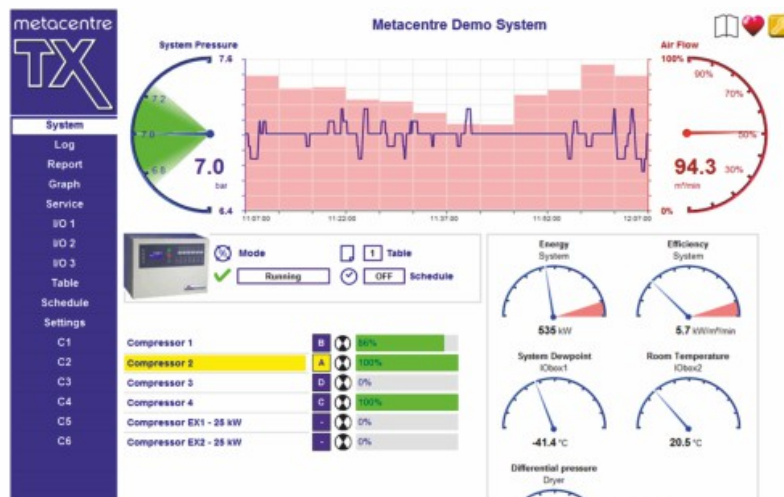 metacentre
TX
Metacentre Demo System
System
Log
Report
Graph
Service
I/O 1
I/O 2
I/O 3
Table
Schedule
Settings
C1
C2
C3
C4
C5
C6
System Pressure
7.6
7.2
7.0
6.8
6.4
7.0
bar
11:07:00 11:22:00 11:37:00 11:52:00 12:07:00
Air Flow
100%
90%
70%
50%
30%
0%
94.3
m³/min
Mode 1 Table
Running OFF Schedule
Compressor 1 B 86%
Compressor 2 A 100%
Compressor 3 D 0%
Compressor 4 C 100%
Compressor EX1 - 25 kW - 0%
Compressor EX2 - 25 kW - 0%
Energy
System
535 kW
Efficiency
System
5.7 kW/m³/min
System Dewpoint
IObox1
-41.4 °C
Room Temperature
IObox2
20.5 °C
Differential pressure
Dryer